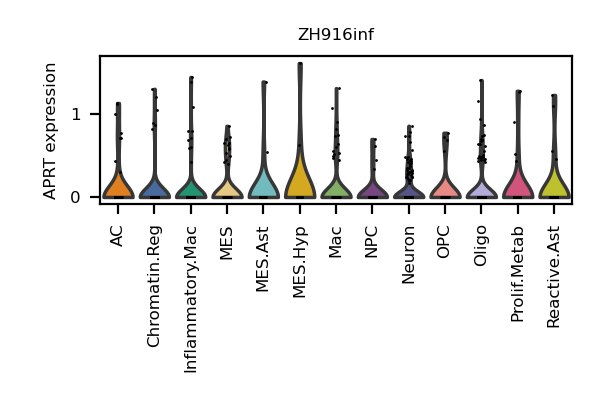 ZH916inf
APRT expression
1
0
AC
Chromatin.Reg
Inflammatory.Mac
MES
MES.Ast
MES.Hyp
Mac
NPC
Neuron
OPC
Oligo
Prolif.Metab
Reactive.Ast